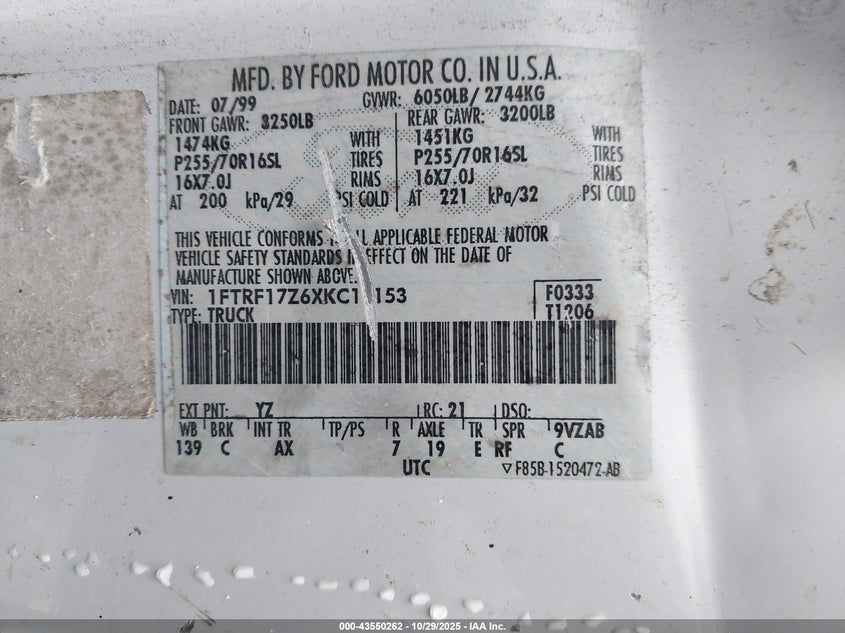 MFD. BY FORD MOTOR CO. IN U.S.A.
DATE: 07/99 GVWR: 6050LB/ 2744KG
FRONT GAWR: 3250LB REAR GAWR: 3200LB
1474KG WITH 1451KG WITH
P255/70R16SL TIRES P255/70R16SL TIRES
16X7.0J RIMS 16X7.0J RIMS
AT 200 kPa/29 PSI COLD AT 221 kPa/32 PSI COLD
THIS VEHICLE CONFORMS ALL APPLICABLE FEDERAL MOTOR
VEHICLE SAFETY STANDARDS IN EFFECT ON THE DATE OF
MANUFACTURE SHOWN ABOVE.
VIN: F0333
TYPE: TRUCK T1206
EXT PNT: YZ RC: 21 DSO:
WB BRK INT TR TP/PS R AXLE TR SPR 9VZAB
139 C AX 7 19 E RF C
UTC ▽F85B-1520472-AB
000-43550262 | 10/29/2025 | IAA Inc.